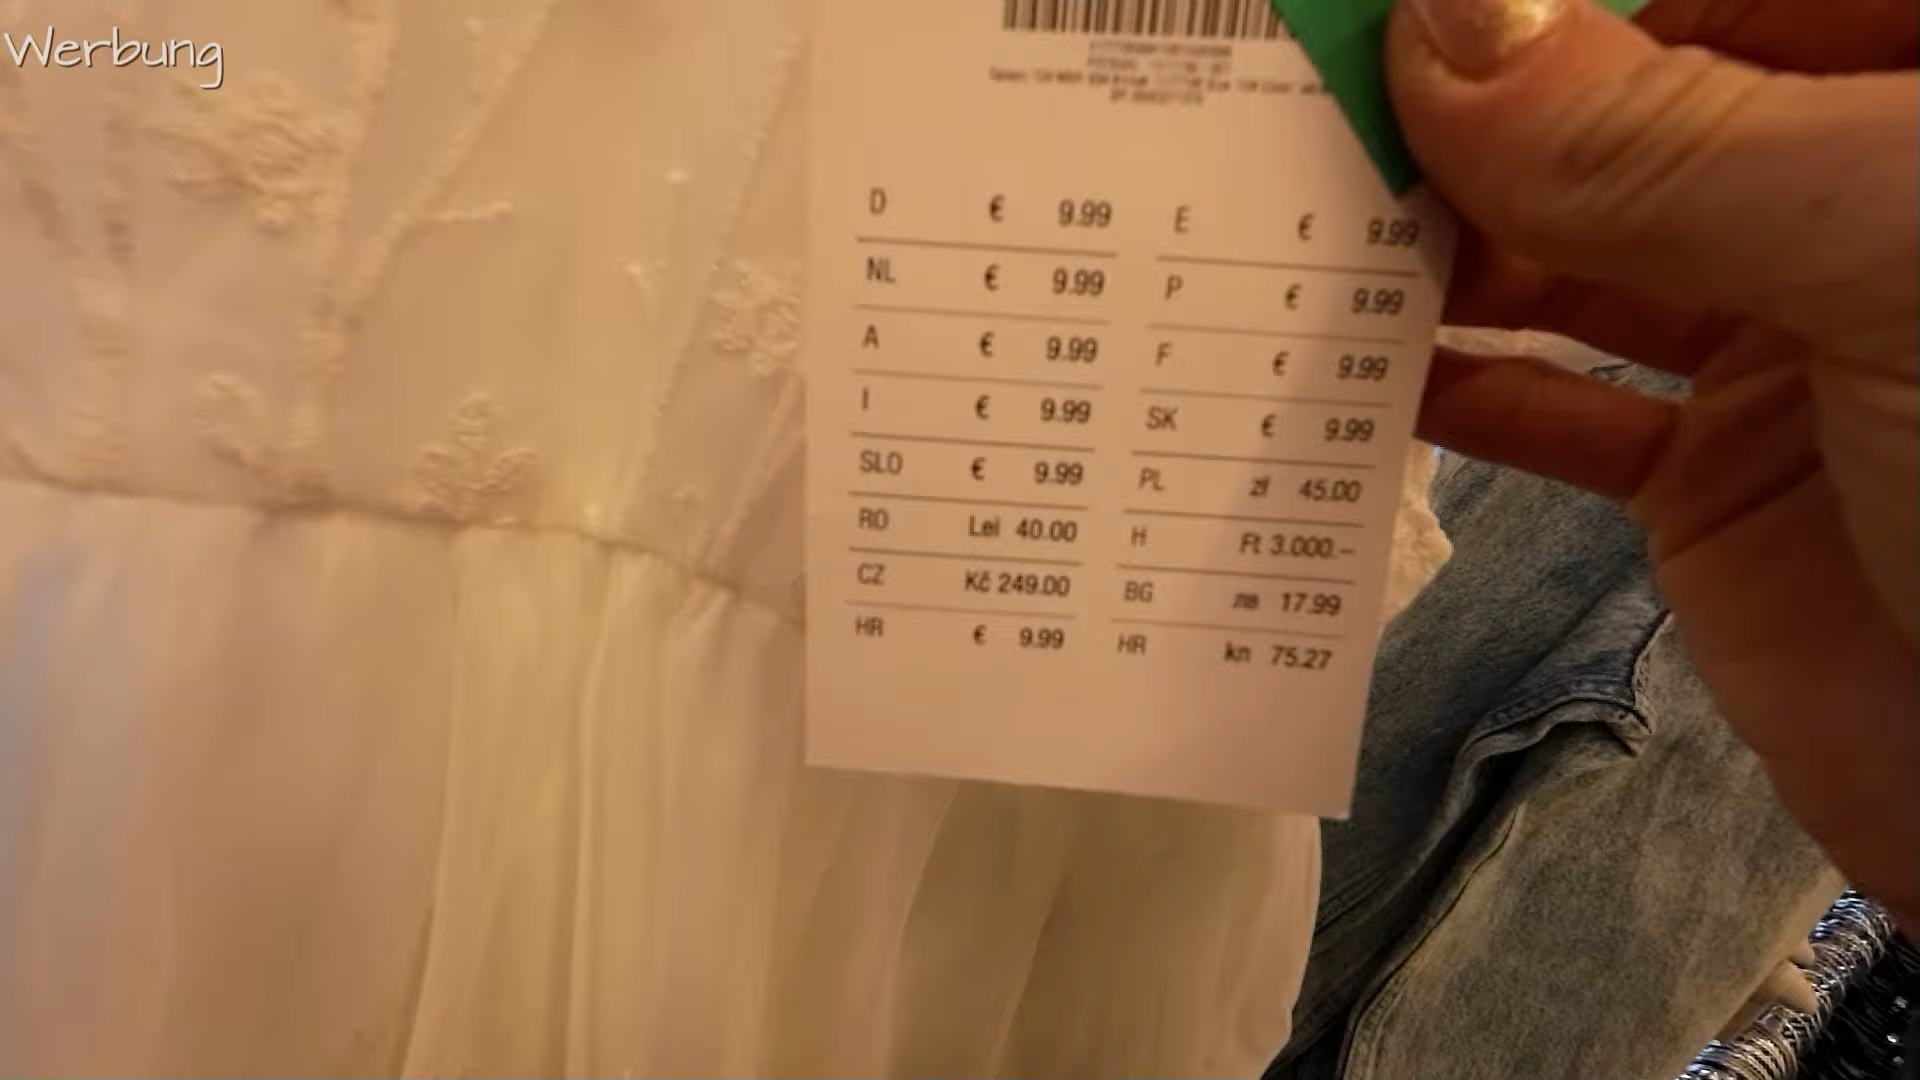 Werbung
D € 9.99
NL € 9.99
A € 9.99
I € 9.99
SLO € 9.99
RO Lei 40.00
CZ Kč 249.00
HR € 9.99
E € 9.99
P € 9.99
F € 9.99
SK € 9.99
PL zł 45.00
H Ft 3.000.–
BG лв 17.99
HR kn 75.27